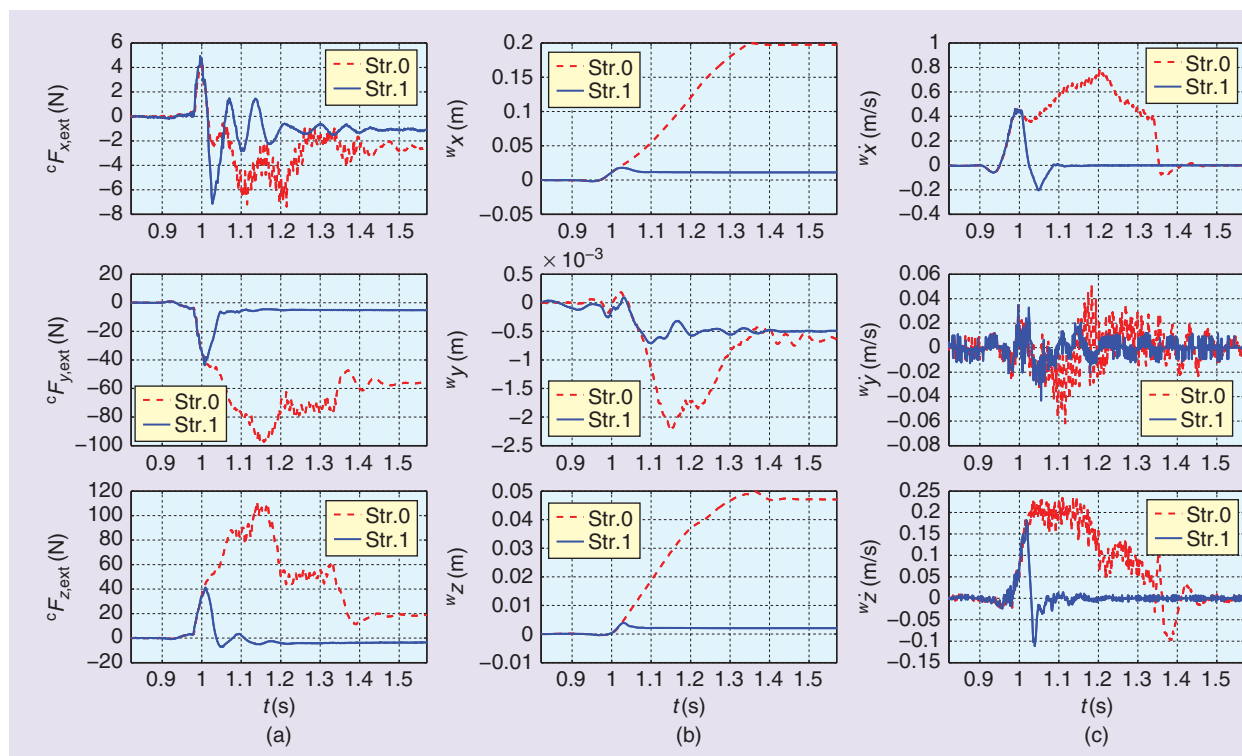 6
4
2
0
−2
−4
−6
−8
cFx,ext (N)
Str.0
Str.1
0.9 1 1.1 1.2 1.3 1.4 1.5
0.2
0.15
0.1
0.05
0
−0.05
wx (m)
Str.0
Str.1
0.9 1 1.1 1.2 1.3 1.4 1.5
1
0.8
0.6
0.4
0.2
0
−0.2
−0.4
wẋ (m/s)
Str.0
Str.1
0.9 1 1.1 1.2 1.3 1.4 1.5
20
0
−20
−40
−60
−80
−100
cFy,ext (N)
Str.0
Str.1
0.9 1 1.1 1.2 1.3 1.4 1.5
× 10−3
0.5
0
−0.5
−1
−1.5
−2
−2.5
wy (m)
Str.0
Str.1
0.9 1 1.1 1.2 1.3 1.4 1.5
0.06
0.04
0.02
0
−0.02
−0.04
−0.06
−0.08
wẏ (m/s)
Str.0
Str.1
0.9 1 1.1 1.2 1.3 1.4 1.5
120
100
80
60
40
20
0
−20
cFz,ext (N)
Str.0
Str.1
0.9 1 1.1 1.2 1.3 1.4 1.5
t(s)
(a)
0.05
0.04
0.03
0.02
0.01
0
−0.01
wz (m)
Str.0
Str.1
0.9 1 1.1 1.2 1.3 1.4 1.5
t(s)
(b)
0.25
0.2
0.15
0.1
0.05
0
−0.05
−0.1
−0.15
wż (m/s)
Str.0
Str.1
0.9 1 1.1 1.2 1.3 1.4 1.5
t(s)
(c)